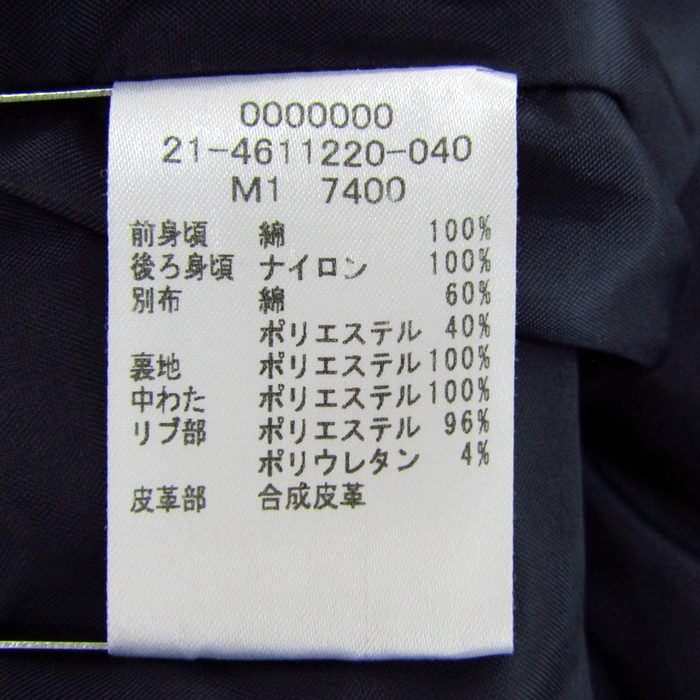 0000000
21-4611220-040
M1 7400
前身頃 綿 100%
後ろ身頃 ナイロン 100%
別布 綿 60%
ポリエステル 40%
裏地 ポリエステル 100%
中わた ポリエステル 100%
リブ部 ポリエステル 96%
ポリウレタン 4%
皮革部 合成皮革